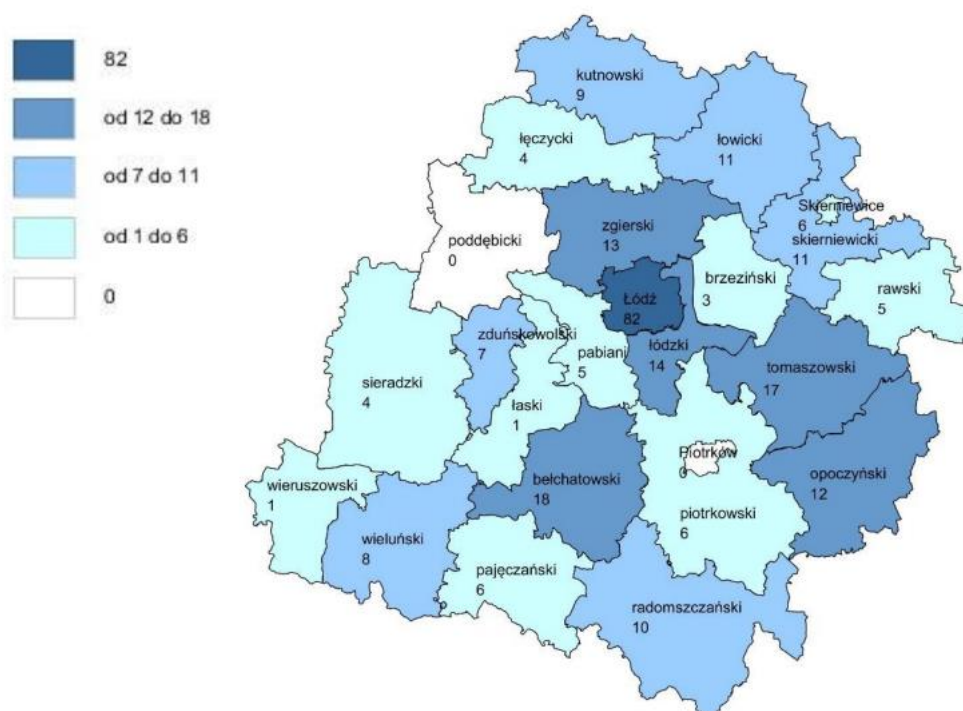 82
od 12 do 18
od 7 do 11
od 1 do 6
0
kutnowski
9
łęczycki
4
łowicki
11
Skierniewice
6
skierniewicki
11
zgierski
13
poddębicki
0
brzeziński
3
rawski
5
Łódź
82
zduńskowolski
7
pabiani
5
łódzki
14
tomaszowski
17
sieradzki
4
łaski
1
Piotrków
0
opoczyński
12
wieruszowski
1
bełchatowski
18
piotrkowski
6
wieluński
8
pajęczański
6
radomszczański
10